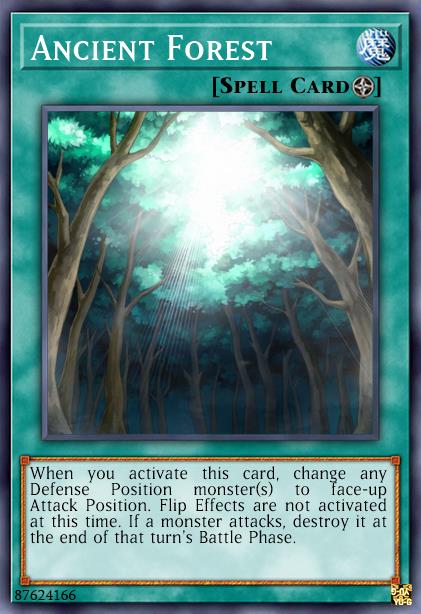 ANCIENT FOREST
魔
[SPELL CARD]
When you activate this card, change any
Defense Position monster(s) to face-up
Attack Position. Flip Effects are not activated
at this time. If a monster attacks, destroy it at
the end of that turn's Battle Phase.
87624166